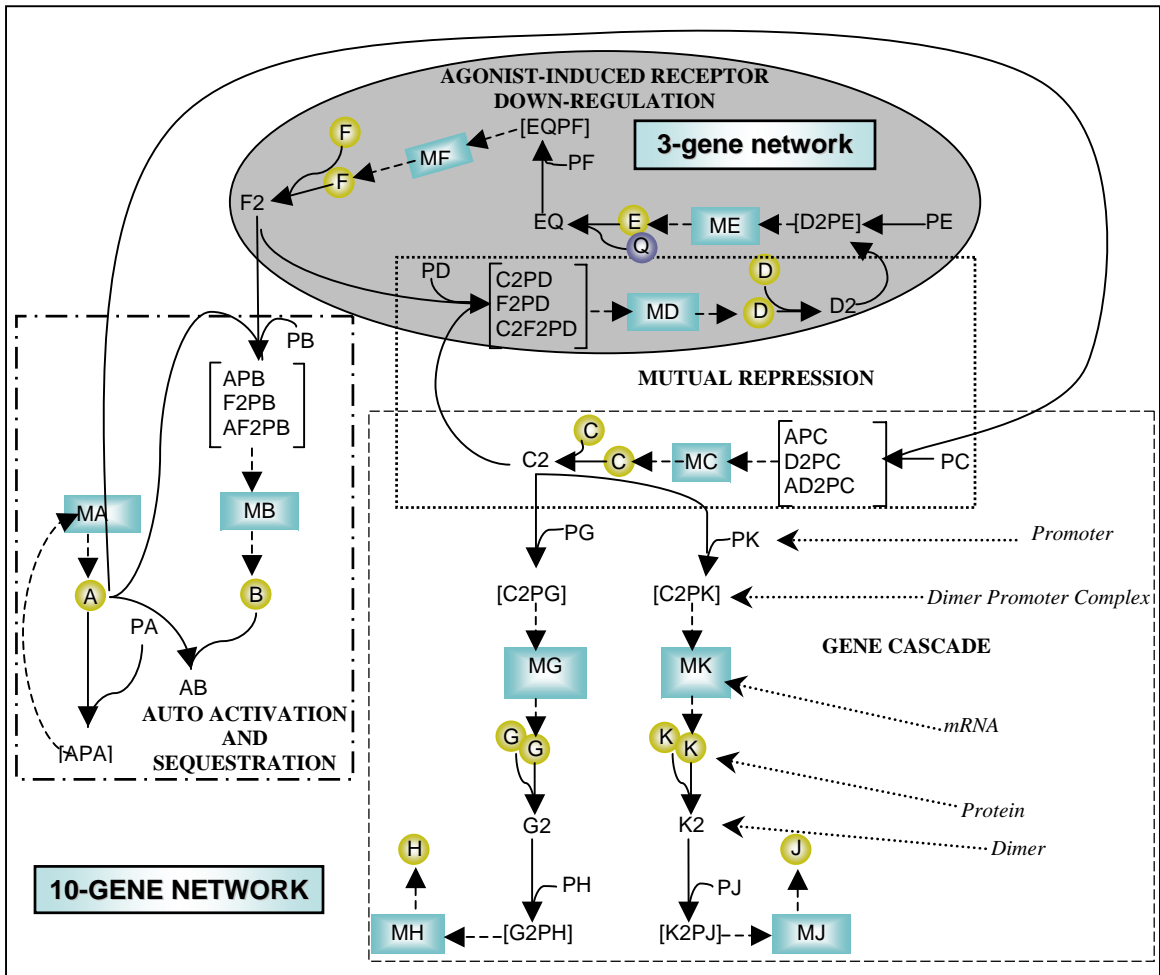 AGONIST-INDUCED RECEPTOR
DOWN-REGULATION
3-gene network
[EQPF]
PF
MF
F
F
F2
EQ
E
Q
ME
[D2PE]
PE
PD
C2PD
F2PD
C2F2PD
MD
D
D
D2
MUTUAL REPRESSION
PB
APB
F2PB
AF2PB
MA
MB
A
B
PA
AB
[APA]
AUTO ACTIVATION
AND
SEQUESTRATION
C2
C
C
MC
APC
D2PC
AD2PC
PC
PG
PK
Promoter
[C2PG]
[C2PK]
Dimer Promoter Complex
GENE CASCADE
MG
MK
mRNA
G
G
K
K
Protein
G2
K2
Dimer
H
J
PH
PJ
MH
[G2PH]
[K2PJ]
MJ
10-GENE NETWORK